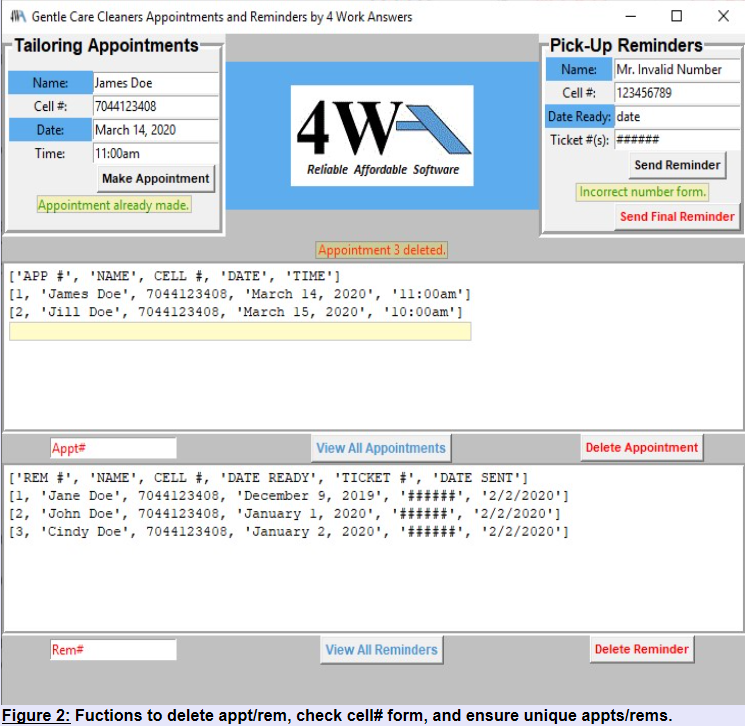 Gentle Care Cleaners Appointments and Reminders by 4 Work Answers
Tailoring Appointments
Name: James Doe
Cell #: 7044123408
Date: March 14, 2020
Time: 11:00am
Make Appointment
Appointment already made.
4WA
Reliable Affordable Software
Pick-Up Reminders
Name: Mr. Invalid Number
Cell #: 123456789
Date Ready: date
Ticket #(s): ######
Send Reminder
Incorrect number form.
Send Final Reminder
Appointment 3 deleted.
['APP #', 'NAME', CELL #, 'DATE', 'TIME']
[1, 'James Doe', 7044123408, 'March 14, 2020', '11:00am']
[2, 'Jill Doe', 7044123408, 'March 15, 2020', '10:00am']
Appt# View All Appointments Delete Appointment
['REM #', 'NAME', CELL #, 'DATE READY', 'TICKET #', 'DATE SENT']
[1, 'Jane Doe', 7044123408, 'December 9, 2019', '######', '2/2/2020']
[2, 'John Doe', 7044123408, 'January 1, 2020', '######', '2/2/2020']
[3, 'Cindy Doe', 7044123408, 'January 2, 2020', '######', '2/2/2020']
Rem# View All Reminders Delete Reminder
Figure 2: Fuctions to delete appt/rem, check cell# form, and ensure unique appts/rems.